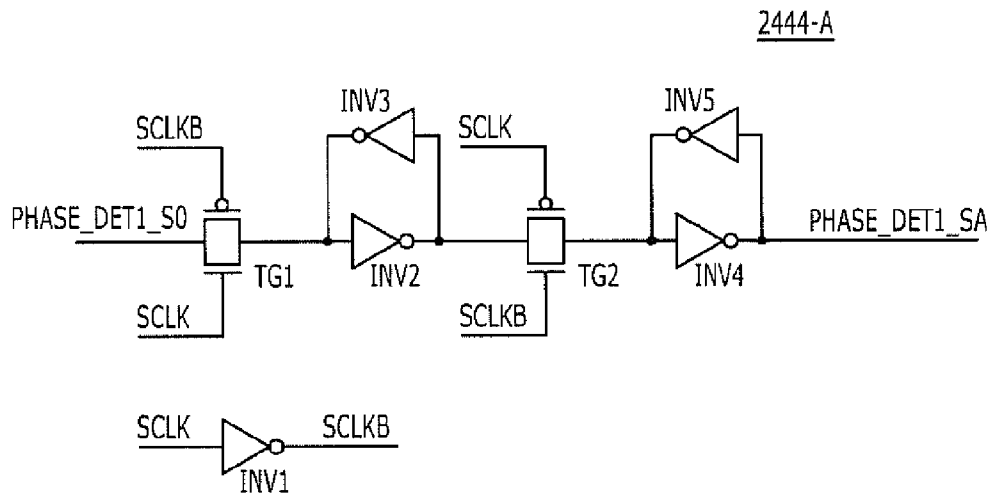 2444-A
INV3
INV5
SCLKB
SCLK
PHASE_DET1_S0
PHASE_DET1_SA
TG1
INV2
TG2
INV4
SCLK
SCLKB
SCLK
SCLKB
INV1